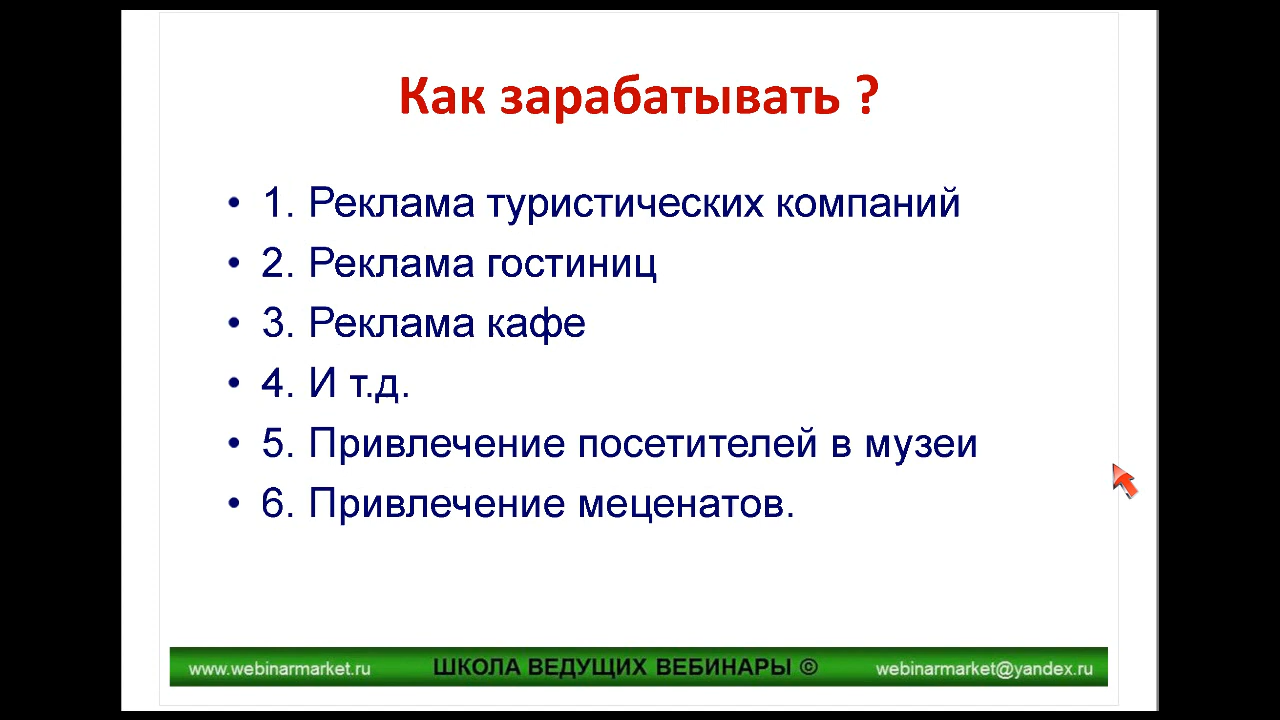 Как зарабатывать ?
• 1. Реклама туристических компаний
• 2. Реклама гостиниц
• 3. Реклама кафе
• 4. И т.д.
• 5. Привлечение посетителей в музеи
• 6. Привлечение меценатов.
www.webinarmarket.ru ШКОЛА ВЕДУЩИХ ВЕБИНАРЫ © webinarmarket@yandex.ru